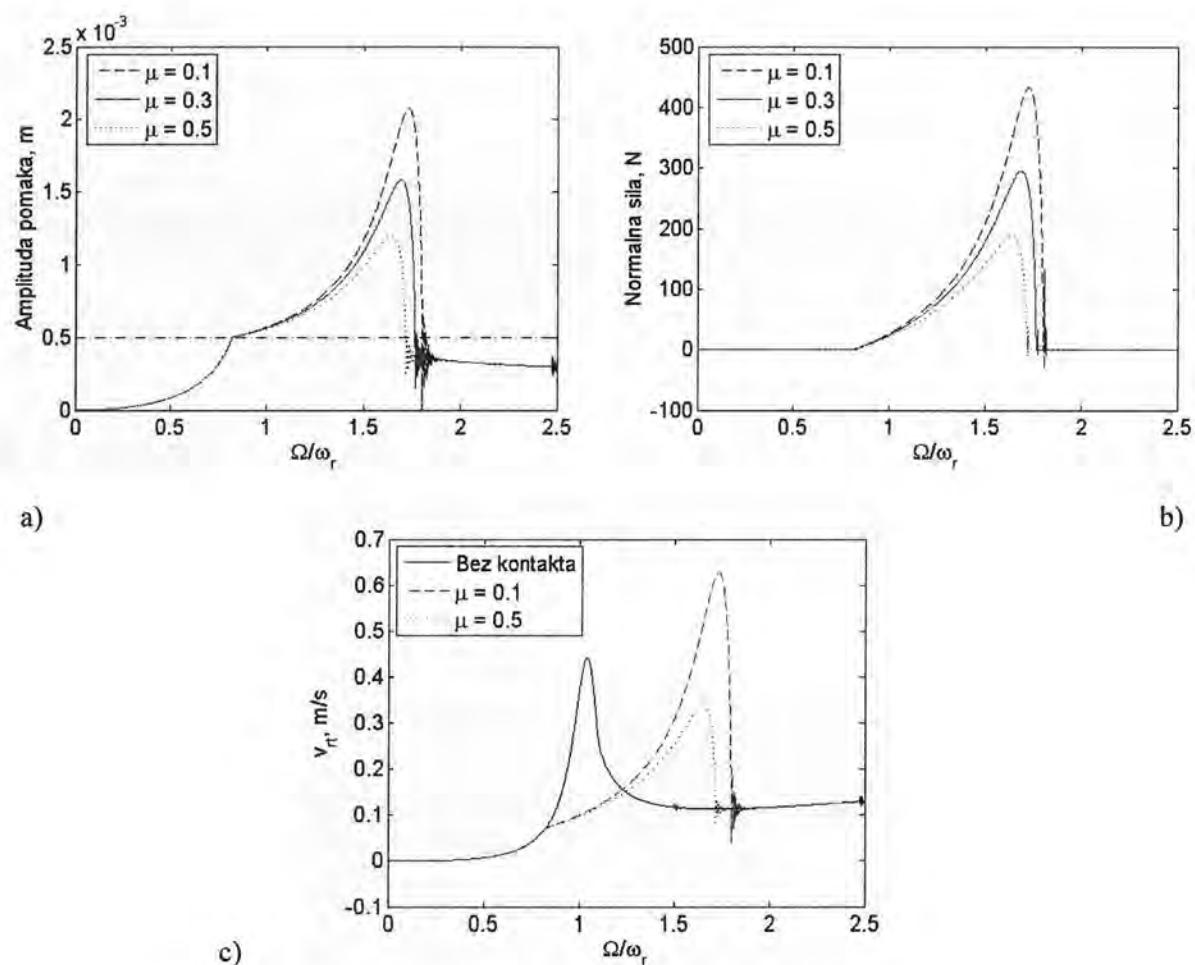 x 10⁻³
2.5
2
1.5
1
0.5
0
μ = 0.1
μ = 0.3
μ = 0.5
Amplituda pomaka, m
0 0.5 1 1.5 2 2.5
Ω/ωr
a)
500
400
300
200
100
0
-100
μ = 0.1
μ = 0.3
μ = 0.5
Normalna sila, N
0 0.5 1 1.5 2 2.5
Ω/ωr
b)
0.7
0.6
0.5
0.4
0.3
0.2
0.1
0
-0.1
Bez kontakta
μ = 0.1
μ = 0.5
vrt, m/s
0 0.5 1 1.5 2 2.5
Ω/ωr
c)